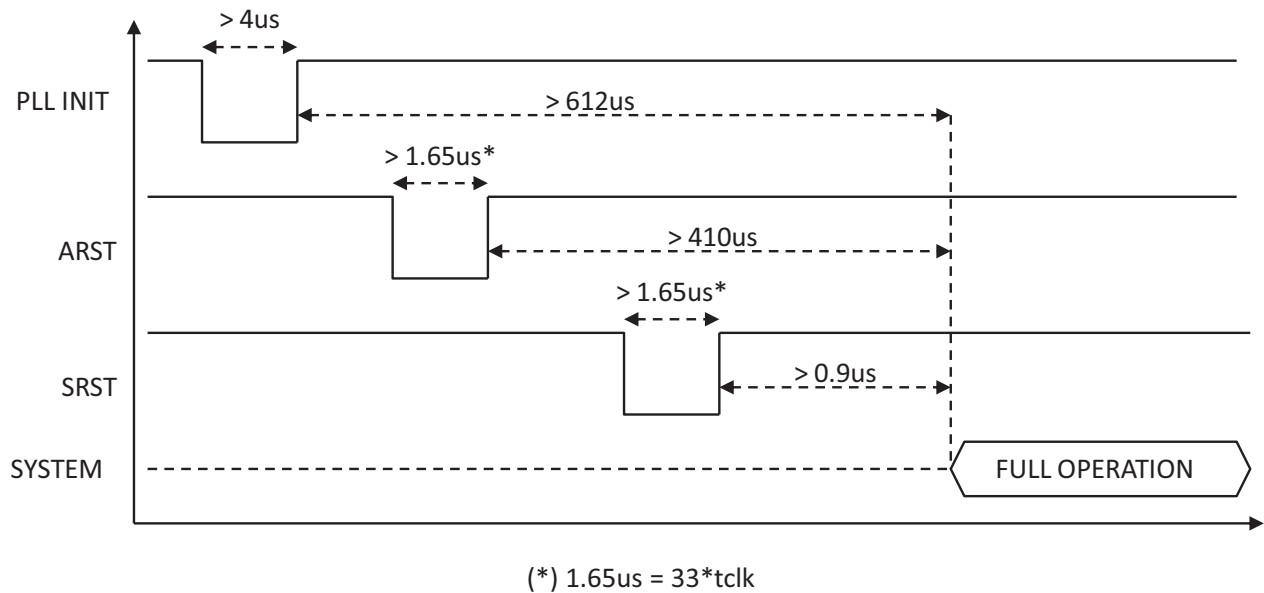 > 4us
PLL INIT
> 612us
> 1.65us*
ARST
> 410us
> 1.65us*
SRST
> 0.9us
SYSTEM
FULL OPERATION
(*) 1.65us = 33*tclk